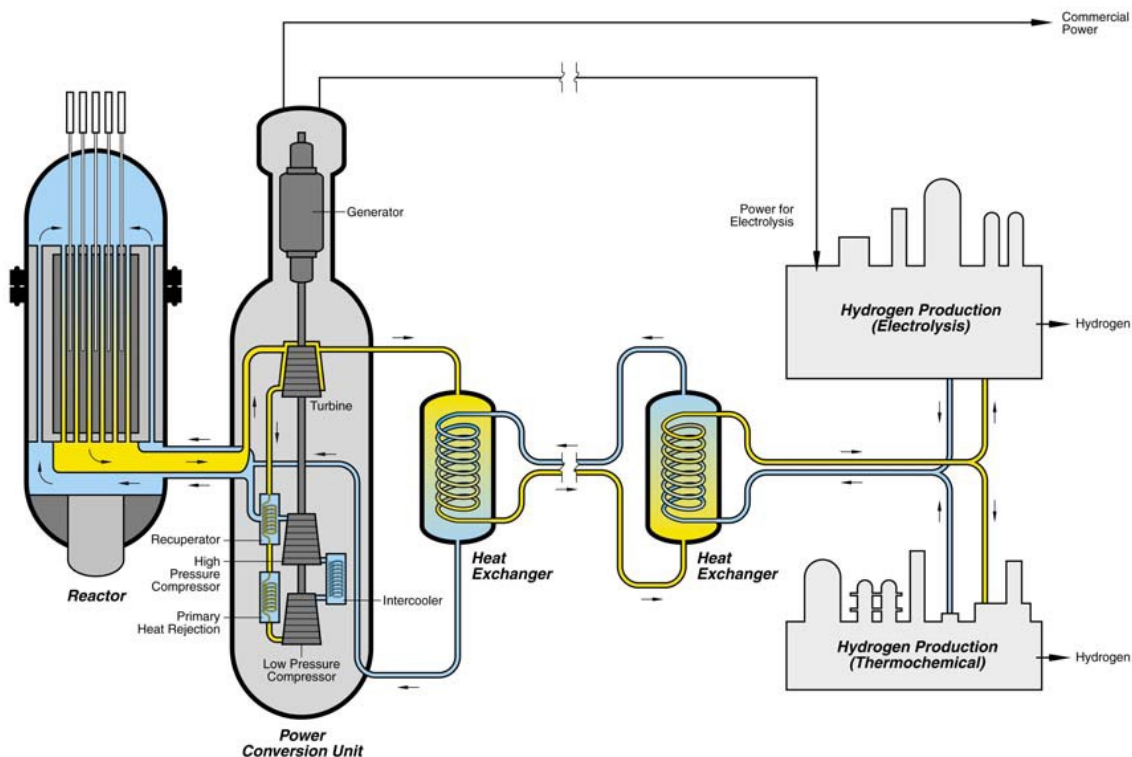 Commercial
Power
Generator
Power for
Electrolysis
Hydrogen Production
(Electrolysis)
Hydrogen
Turbine
Recuperator
High
Pressure
Compressor
Heat
Exchanger
Heat
Exchanger
Reactor
Intercooler
Primary
Heat Rejection
Low Pressure
Compressor
Hydrogen Production
(Thermochemical)
Hydrogen
Power
Conversion Unit